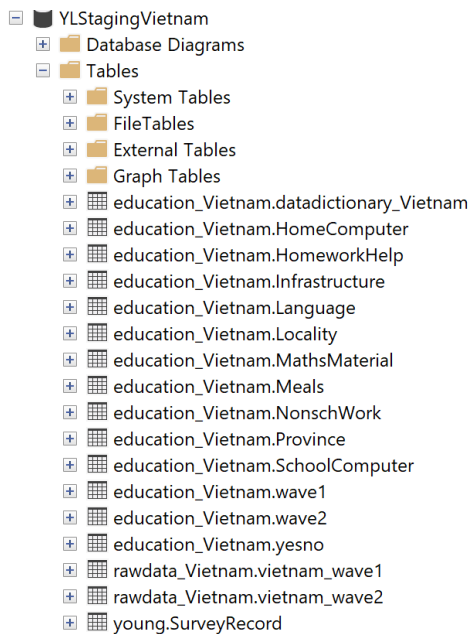 YLStagingVietnam
Database Diagrams
Tables
System Tables
FileTables
External Tables
Graph Tables
education_Vietnam.datadictionary_Vietnam
education_Vietnam.HomeComputer
education_Vietnam.HomeworkHelp
education_Vietnam.Infrastructure
education_Vietnam.Language
education_Vietnam.Locality
education_Vietnam.MathsMaterial
education_Vietnam.Meals
education_Vietnam.NonschWork
education_Vietnam.Province
education_Vietnam.SchoolComputer
education_Vietnam.wave1
education_Vietnam.wave2
education_Vietnam.yesno
rawdata_Vietnam.vietnam_wave1
rawdata_Vietnam.vietnam_wave2
young.SurveyRecord